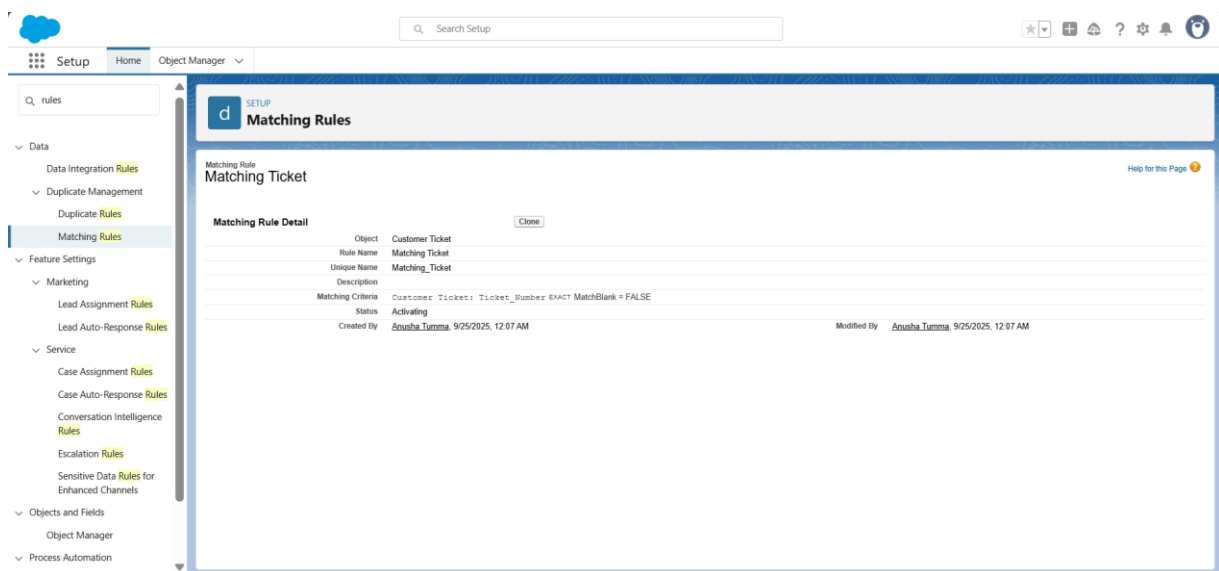 Search Setup
Setup Home Object Manager
rules
Data
Data Integration Rules
Duplicate Management
Duplicate Rules
Matching Rules
Feature Settings
Marketing
Lead Assignment Rules
Lead Auto-Response Rules
Service
Case Assignment Rules
Case Auto-Response Rules
Conversation Intelligence
Rules
Escalation Rules
Sensitive Data Rules for
Enhanced Channels
Objects and Fields
Object Manager
Process Automation
d
SETUP
Matching Rules
Matching Rule
Matching Ticket
Help for this Page ?
Matching Rule Detail Clone
Object Customer Ticket
Rule Name Matching Ticket
Unique Name Matching_Ticket
Description
Matching Criteria Customer Ticket: Ticket_Number EXACT MatchBlank = FALSE
Status Activating
Created By Anusha Tumma, 9/25/2025, 12:07 AM Modified By Anusha Tumma, 9/25/2025, 12:07 AM